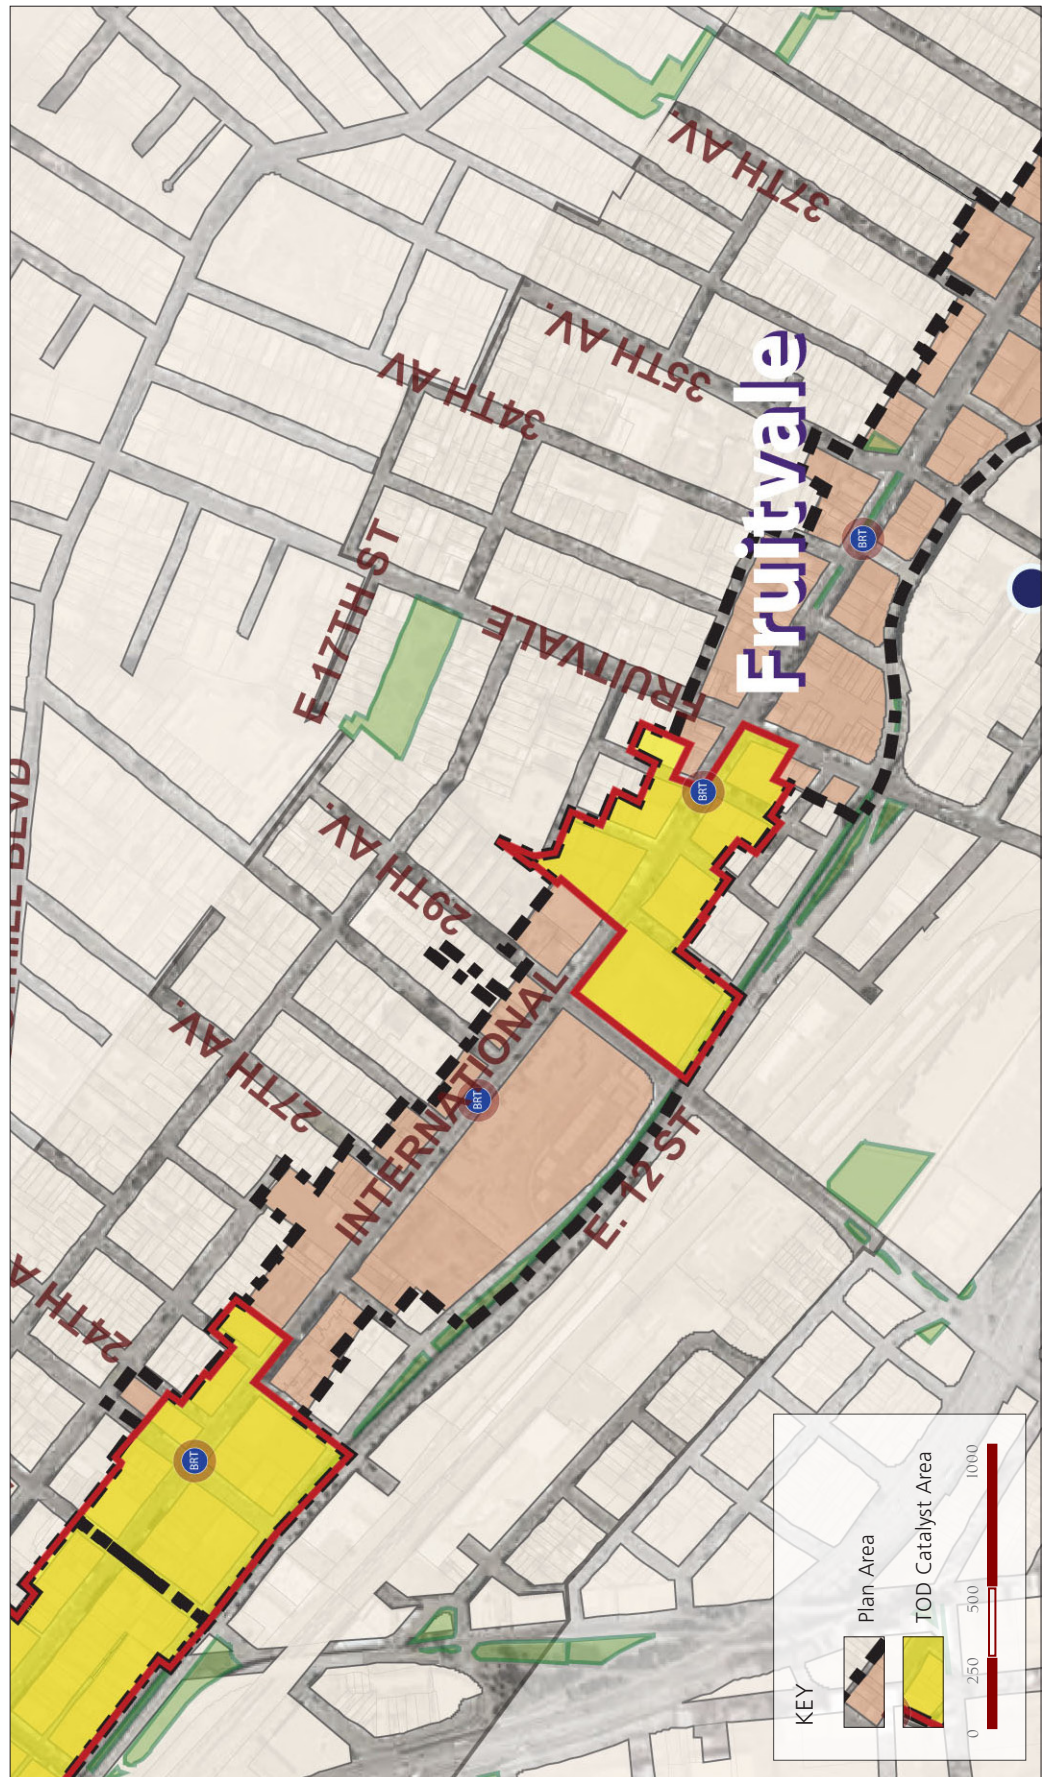 24TH A
27TH AV.
29TH AV.
INTERNATIONAL
E. 12 ST
E 17TH ST
FRUITVALE
34TH AV
35TH AV.
37TH AV.
Fruitvale
BRT
BRT
BRT
BRT
KEY
Plan Area
TOD Catalyst Area
0
250
500
1000